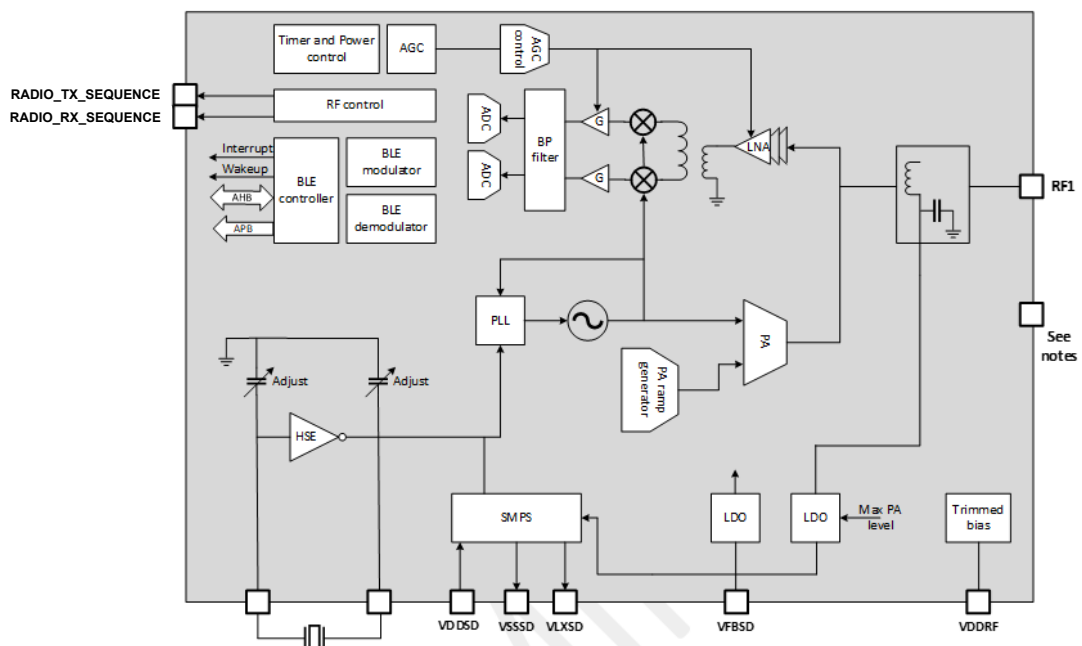 Timer and Power
control
AGC
AGC
control
RADIO_TX_SEQUENCE
RADIO_RX_SEQUENCE
RF control
ADC
ADC
BP
filter
G
G
LNA
Interrupt
Wakeup
AHB
APB
BLE
controller
BLE
modulator
BLE
demodulator
RF1
See
notes
PLL
PA
PA ramp
generator
Adjust
Adjust
HSE
SMPS
LDO
LDO
Max PA
level
Trimmed
bias
VDDSD
VSSSD
VLXSD
VFBSD
VDDRF